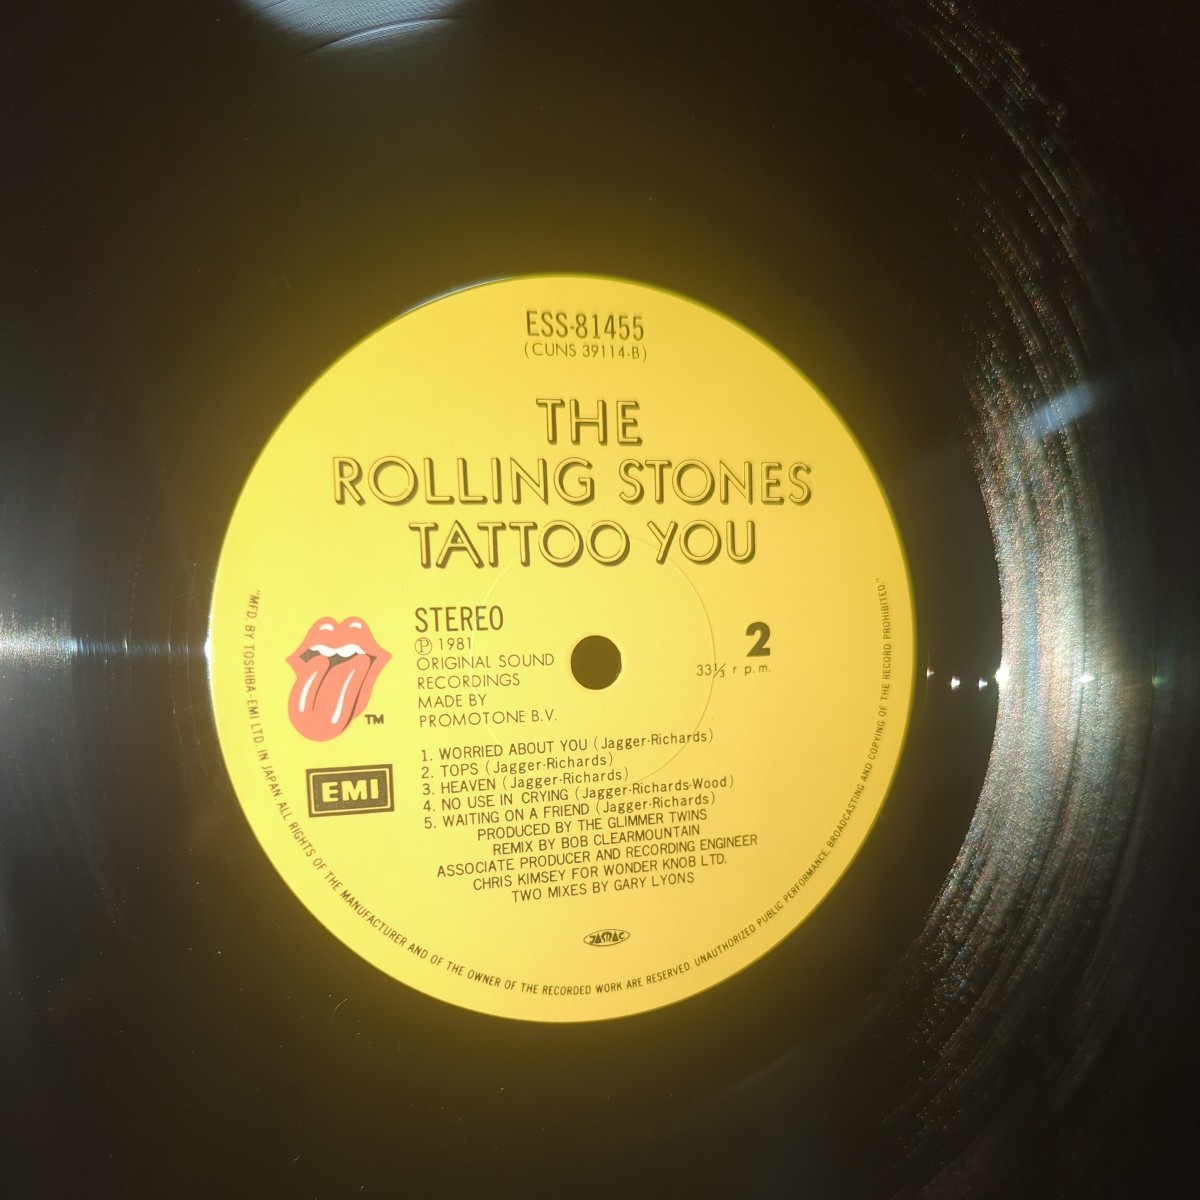 ESS-81455
(CUNS 39114-B)
THE
ROLLING STONES
TATTOO YOU
STEREO
Ⓟ 1981
ORIGINAL SOUND
RECORDINGS
MADE BY
PROMOTONE B.V.
2
33⅓ r p.m.
TM
EMI
1. WORRIED ABOUT YOU (Jagger-Richards)
2. TOPS (Jagger-Richards)
3. HEAVEN (Jagger-Richards)
4. NO USE IN CRYING (Jagger-Richards-Wood)
5. WAITING ON A FRIEND (Jagger-Richards)
PRODUCED BY THE GLIMMER TWINS
REMIX BY BOB CLEARMOUNTAIN
ASSOCIATE PRODUCER AND RECORDING ENGINEER
CHRIS KIMSEY FOR WONDER KNOB LTD.
TWO MIXES BY GARY LYONS
JASRAC
"MFD. BY TOSHIBA-EMI LTD. IN JAPAN. ALL RIGHTS OF THE MANUFACTURER AND OF THE OWNER OF THE RECORDED WORK ARE RESERVED. UNAUTHORIZED PUBLIC PERFORMANCE, BROADCASTING AND COPYING OF THE RECORD PROHIBITED."